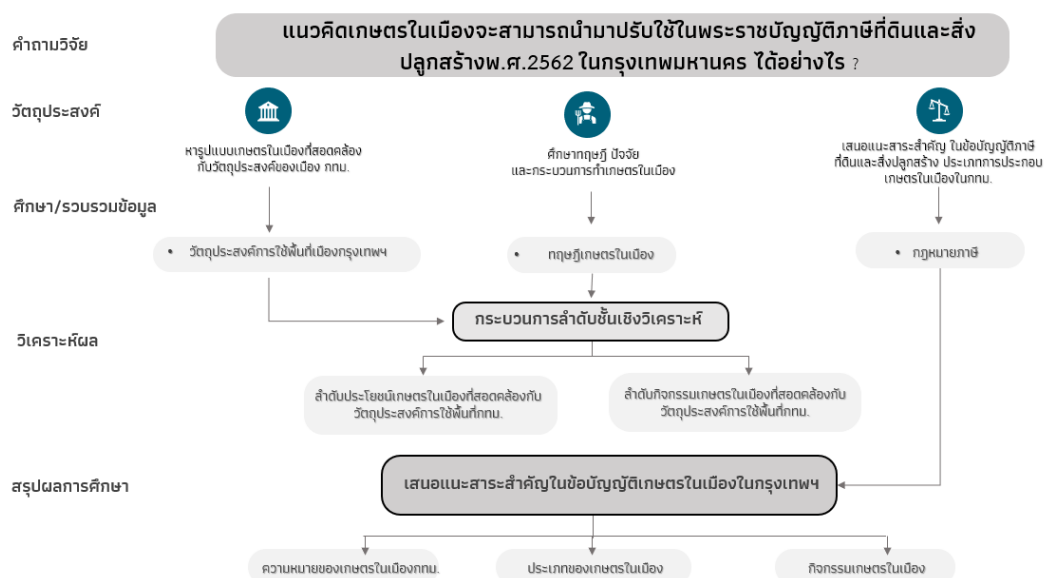 คำถามวิจัย
แนวคิดเกษตรในเมืองจะสามารถนำมาปรับใช้ในพระราชบัญญัติภาษีที่ดินและสิ่ง
ปลูกสร้างพ.ศ.2562 ในกรุงเทพมหานคร ได้อย่างไร ?
วัตถุประสงค์
หารูปแบบเกษตรในเมืองที่สอดคล้อง
กับวัตถุประสงค์ของเมือง กทม.
ศึกษาทฤษฎี ปัจจัย
และกระบวนการทำเกษตรในเมือง
เสนอแนะสาระสำคัญ ในข้อบัญญัติภาษี
ที่ดินและสิ่งปลูกสร้าง ประเภทการประกอบ
เกษตรในเมืองในกทม.
ศึกษา/รวบรวมข้อมูล
• วัตถุประสงค์การใช้พื้นที่เมืองกรุงเทพฯ
• ทฤษฎีเกษตรในเมือง
• กฎหมายภาษี
วิเคราะห์ผล
กระบวนการลำดับชั้นเชิงวิเคราะห์
ลำดับประโยชน์เกษตรในเมืองที่สอดคล้องกับ
วัตถุประสงค์การใช้พื้นที่กทม.
ลำดับกิจกรรมเกษตรในเมืองที่สอดคล้องกับ
วัตถุประสงค์การใช้พื้นที่กทม.
สรุปผลการศึกษา
เสนอแนะสาระสำคัญในข้อบัญญัติเกษตรในเมืองในกรุงเทพฯ
ความหมายของเกษตรในเมืองกทม.
ประเภทของเกษตรในเมือง
กิจกรรมเกษตรในเมือง